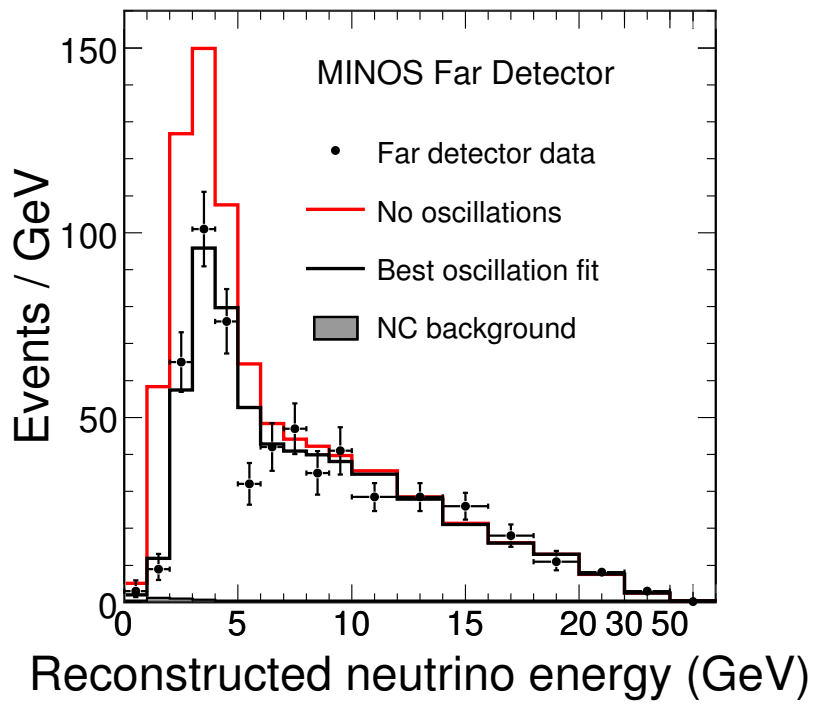 MINOS Far Detector
Far detector data
No oscillations
Best oscillation fit
NC background
Events / GeV
150
100
50
0
0 5 10 15 20 30 50
Reconstructed neutrino energy (GeV)